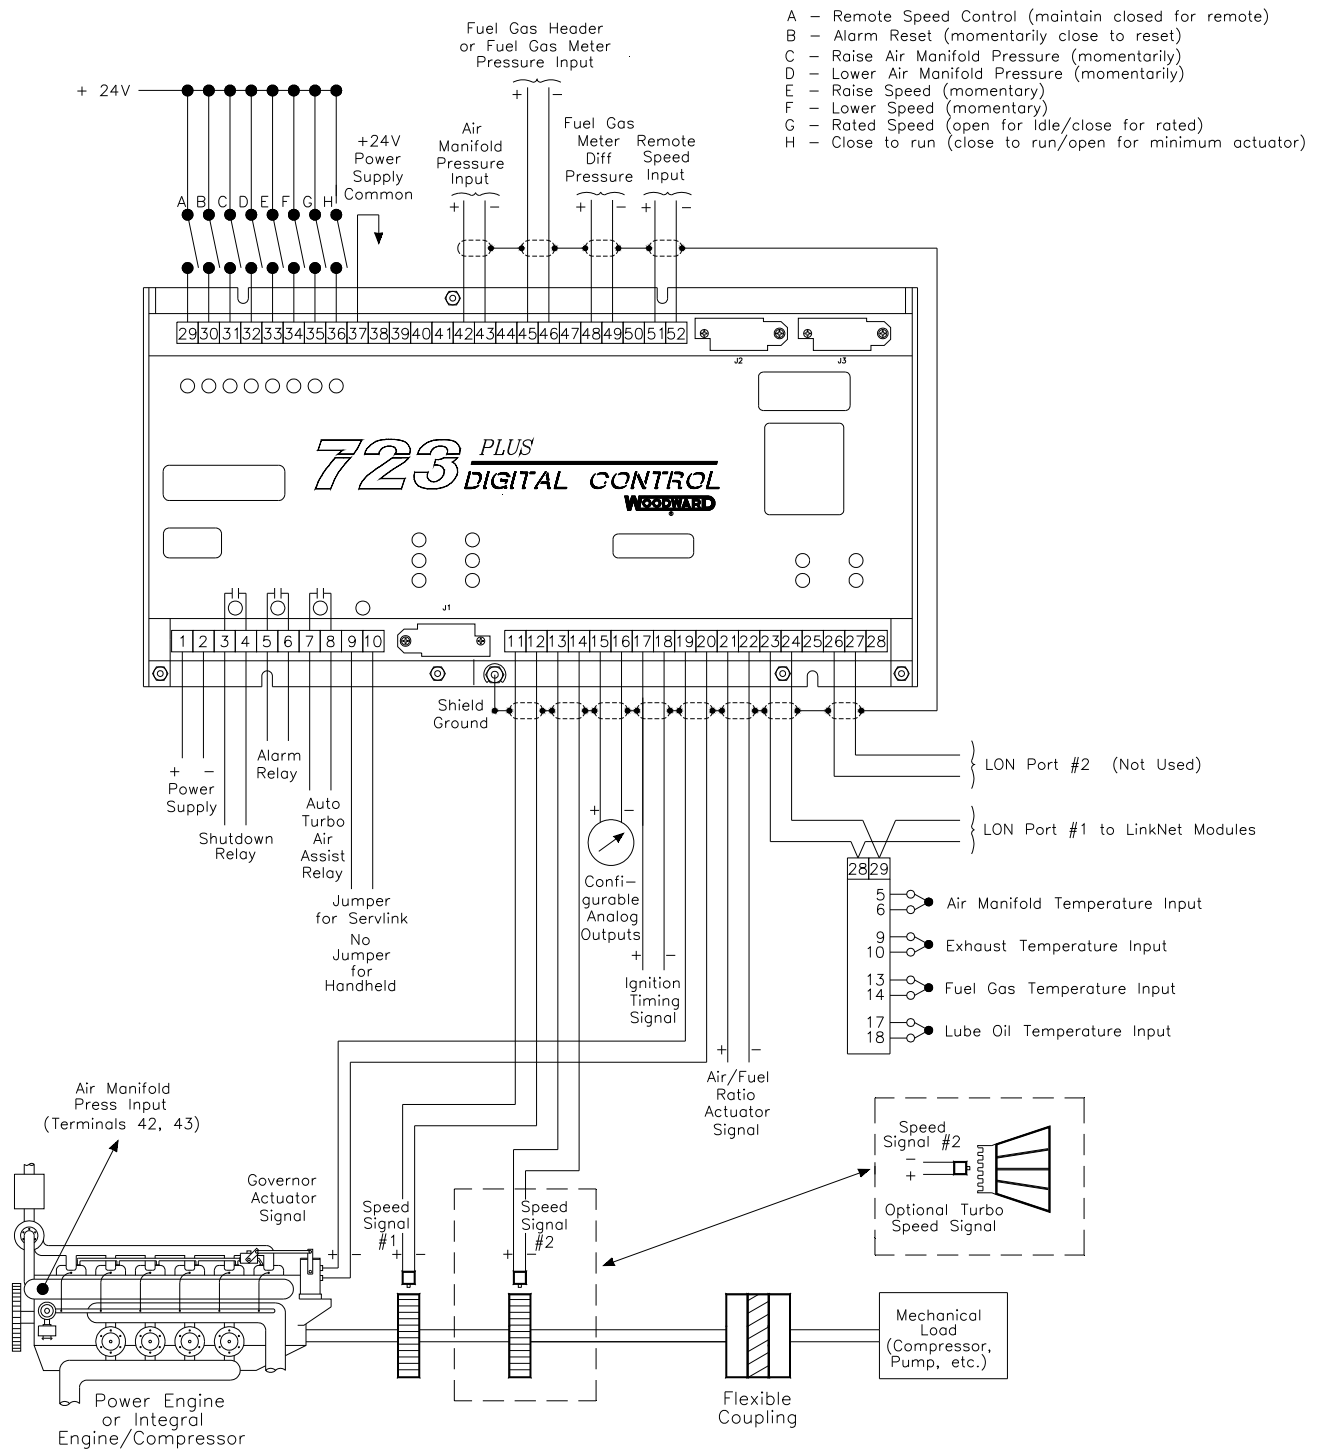 A – Remote Speed Control (maintain closed for remote)
B – Alarm Reset (momentarily close to reset)
C – Raise Air Manifold Pressure (momentarily)
D – Lower Air Manifold Pressure (momentarily)
E – Raise Speed (momentary)
F – Lower Speed (momentary)
G – Rated Speed (open for Idle/close for rated)
H – Close to run (close to run/open for minimum actuator)
Fuel Gas Header
or Fuel Gas Meter
Pressure Input
+ –
+ 24V
+24V
Power
Supply
Common
Air
Manifold
Pressure
Input
+ –
Fuel Gas
Meter
Diff
Pressure
+ –
Remote
Speed
Input
+ –
A B C D E F G H
29 30 31 32 33 34 35 36 37 38 39 40 41 42 43 44 45 46 47 48 49 50 51 52
J2
J3
723 PLUS
DIGITAL CONTROL
WOODWARD
®
J1
1 2 3 4 5 6 7 8 9 10
11 12 13 14 15 16 17 18 19 20 21 22 23 24 25 26 27 28
Shield
Ground
+ –
Power
Supply
Alarm
Relay
Shutdown
Relay
Auto
Turbo
Air
Assist
Relay
Jumper
for Servlink
No
Jumper
for
Handheld
+ –
Confi–
gurable
Analog
Outputs
+ –
Ignition
Timing
Signal
+ –
Air/Fuel
Ratio
Actuator
Signal
LON Port #2 (Not Used)
LON Port #1 to LinkNet Modules
28 29
5
6
Air Manifold Temperature Input
9
10
Exhaust Temperature Input
13
14
Fuel Gas Temperature Input
17
18
Lube Oil Temperature Input
Air Manifold
Press Input
(Terminals 42, 43)
Governor
Actuator
Signal
+ –
Speed
Signal
#1
+ –
Speed
Signal
#2
+ –
Speed
Signal #2
–
+
Optional Turbo
Speed Signal
Mechanical
Load
(Compressor,
Pump, etc.)
Flexible
Coupling
Power Engine
or Integral
Engine/Compressor